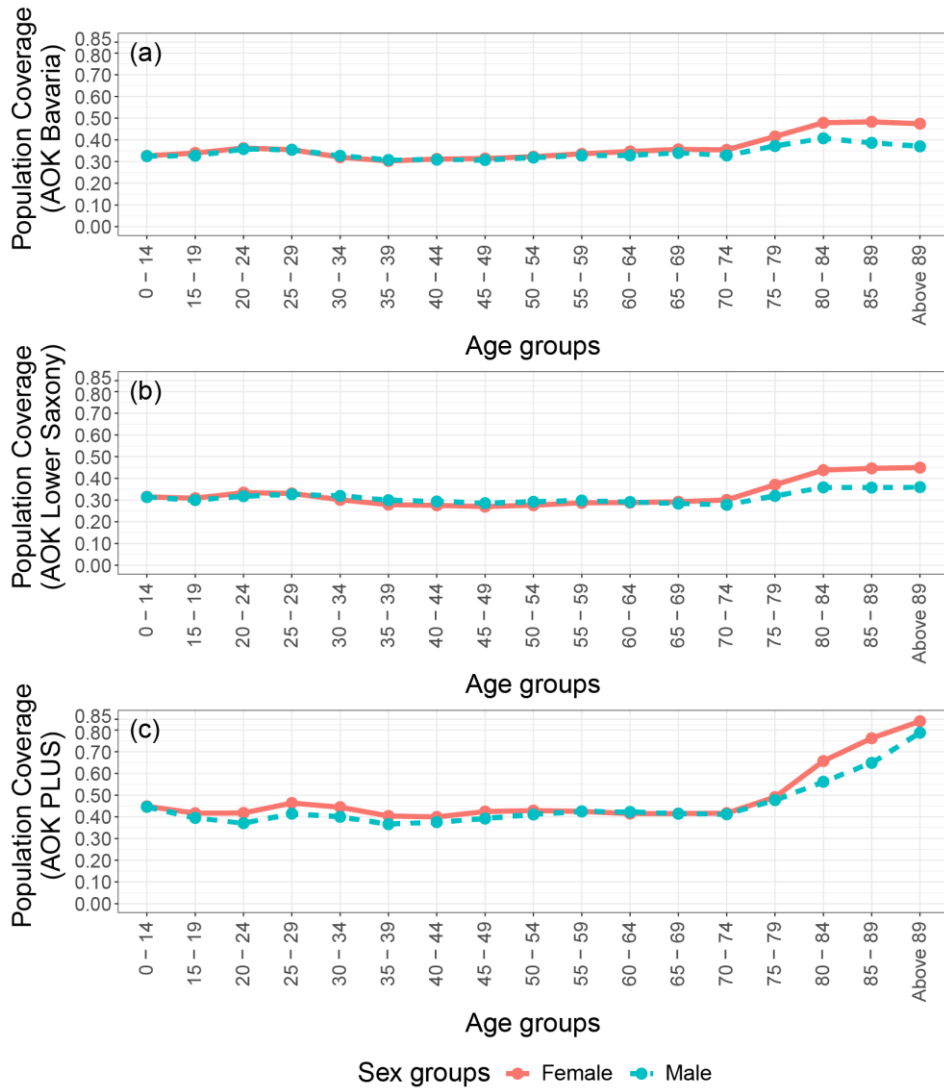 (a)
Population Coverage
(AOK Bavaria)
0.85
0.80
0.70
0.60
0.50
0.40
0.30
0.20
0.10
0.00
0 – 14
15 – 19
20 – 24
25 – 29
30 – 34
35 – 39
40 – 44
45 – 49
50 – 54
55 – 59
60 – 64
65 – 69
70 – 74
75 – 79
80 – 84
85 – 89
Above 89
Age groups
(b)
Population Coverage
(AOK Lower Saxony)
0.85
0.80
0.70
0.60
0.50
0.40
0.30
0.20
0.10
0.00
0 – 14
15 – 19
20 – 24
25 – 29
30 – 34
35 – 39
40 – 44
45 – 49
50 – 54
55 – 59
60 – 64
65 – 69
70 – 74
75 – 79
80 – 84
85 – 89
Above 89
Age groups
(c)
Population Coverage
(AOK PLUS)
0.85
0.80
0.70
0.60
0.50
0.40
0.30
0.20
0.10
0.00
0 – 14
15 – 19
20 – 24
25 – 29
30 – 34
35 – 39
40 – 44
45 – 49
50 – 54
55 – 59
60 – 64
65 – 69
70 – 74
75 – 79
80 – 84
85 – 89
Above 89
Age groups
Sex groups Female Male